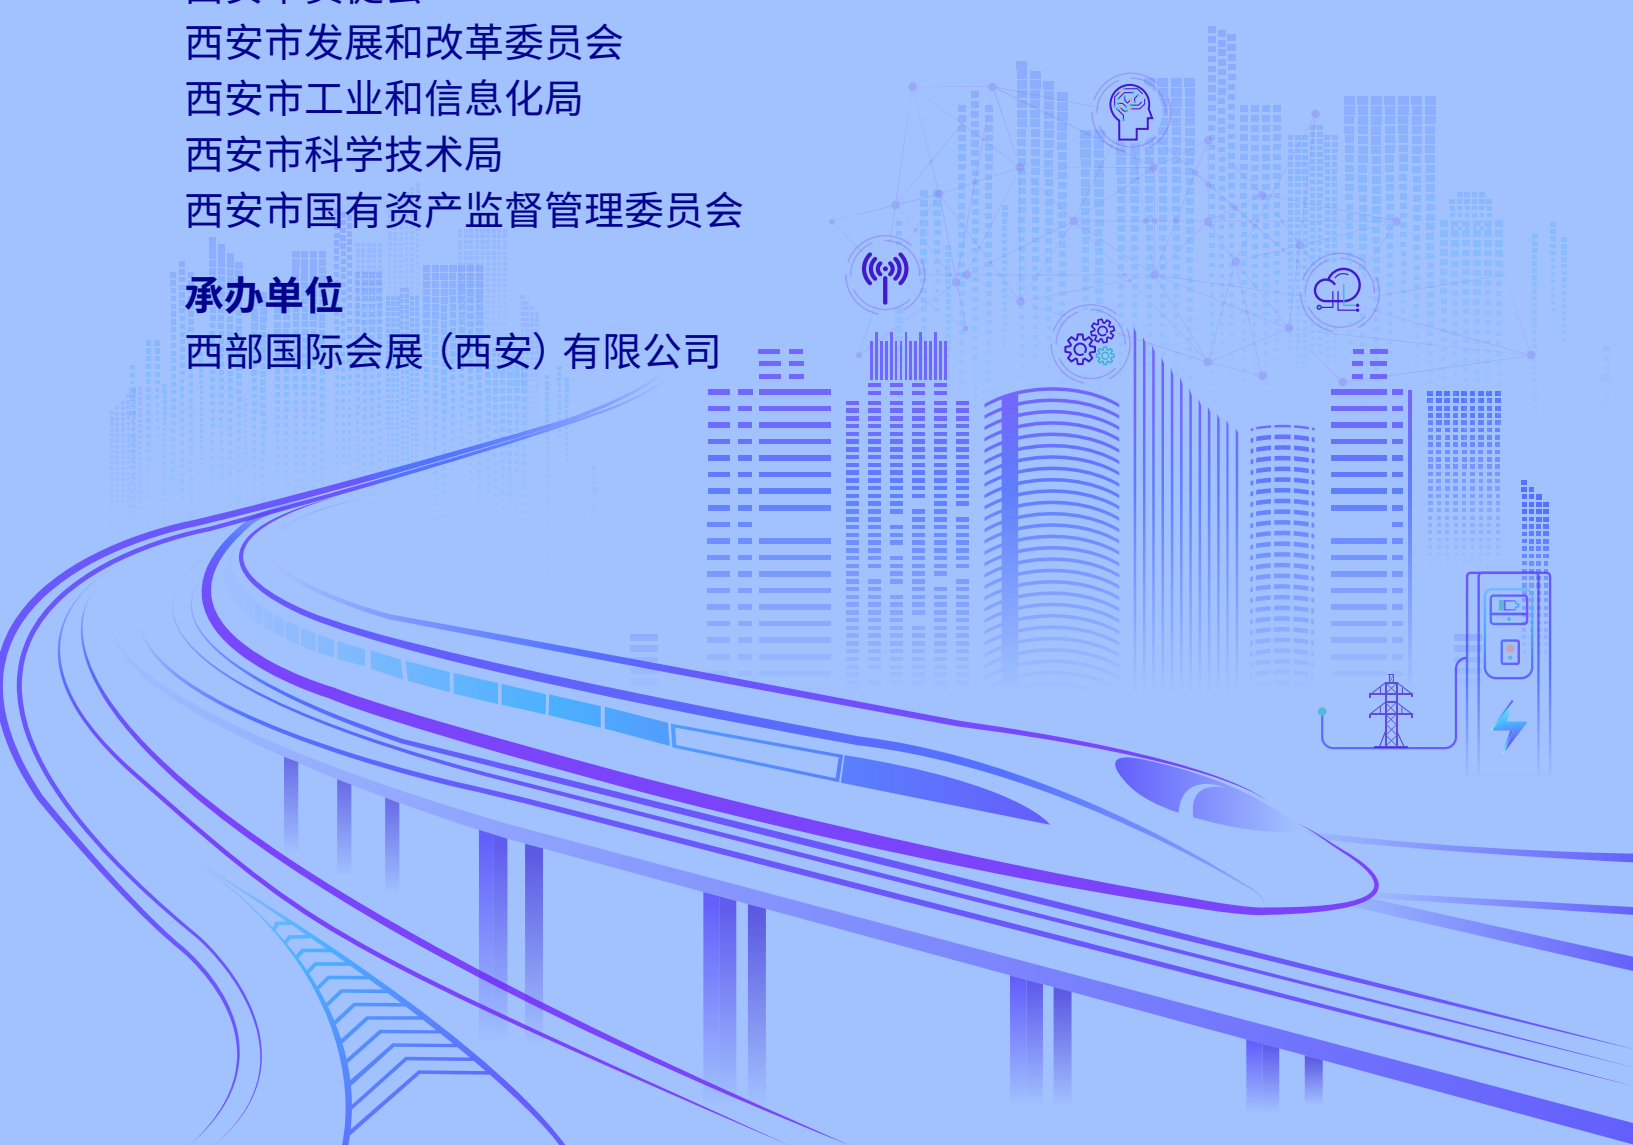 西安市发展和改革委员会
西安市工业和信息化局
西安市科学技术局
西安市国有资产监督管理委员会
承办单位
西部国际会展（西安）有限公司